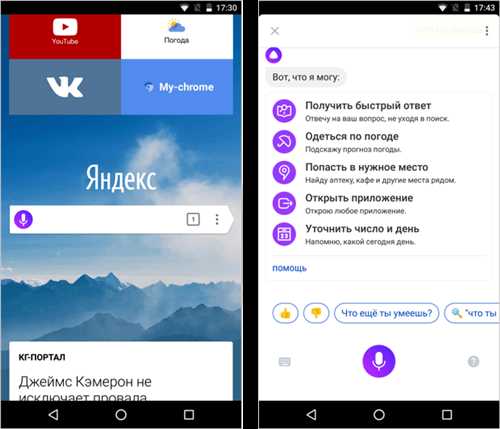 17:30
YouTube
Погода
My-chrome
Яндекс
1
КГ-ПОРТАЛ
Джеймс Кэмерон не
исключает провала
17:43
Вот, что я могу:
Получить быстрый ответ
Отвечу на ваш вопрос, не уходя в поиск.
Одеться по погоде
Подскажу прогноз погоды.
Попасть в нужное место
Найду аптеку, кафе и другие места рядом.
Открыть приложение
Открою любое приложение.
Уточнить число и день
Напомню, какой сегодня день.
ПОМОЩЬ
Что ещё ты умеешь?
"что ты